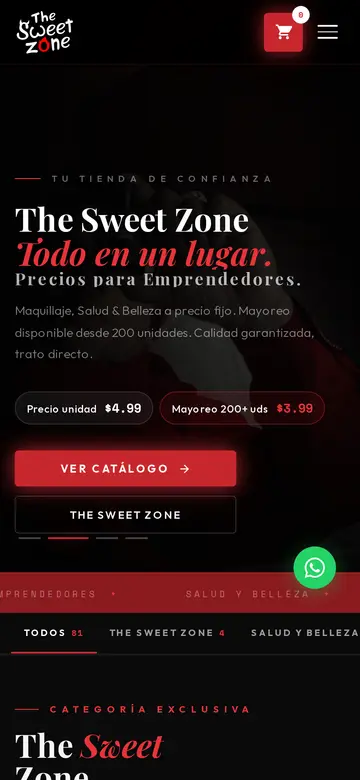 The
Sweet
zone
0
TU TIENDA DE CONFIANZA
The Sweet Zone
Todo en un lugar.
Precios para Emprendedores.
Maquillaje, Salud & Belleza a precio fijo. Mayoreo
disponible desde 200 unidades. Calidad garantizada,
trato directo.
Precio unidad $4.99
Mayoreo 200+ uds $3.99
VER CATÁLOGO →
THE SWEET ZONE
MPRENDEDORES • SALUD Y BELLEZA •
TODOS 81 THE SWEET ZONE 4 SALUD Y BELLEZA
CATEGORÍA EXCLUSIVA
The Sweet
Zone